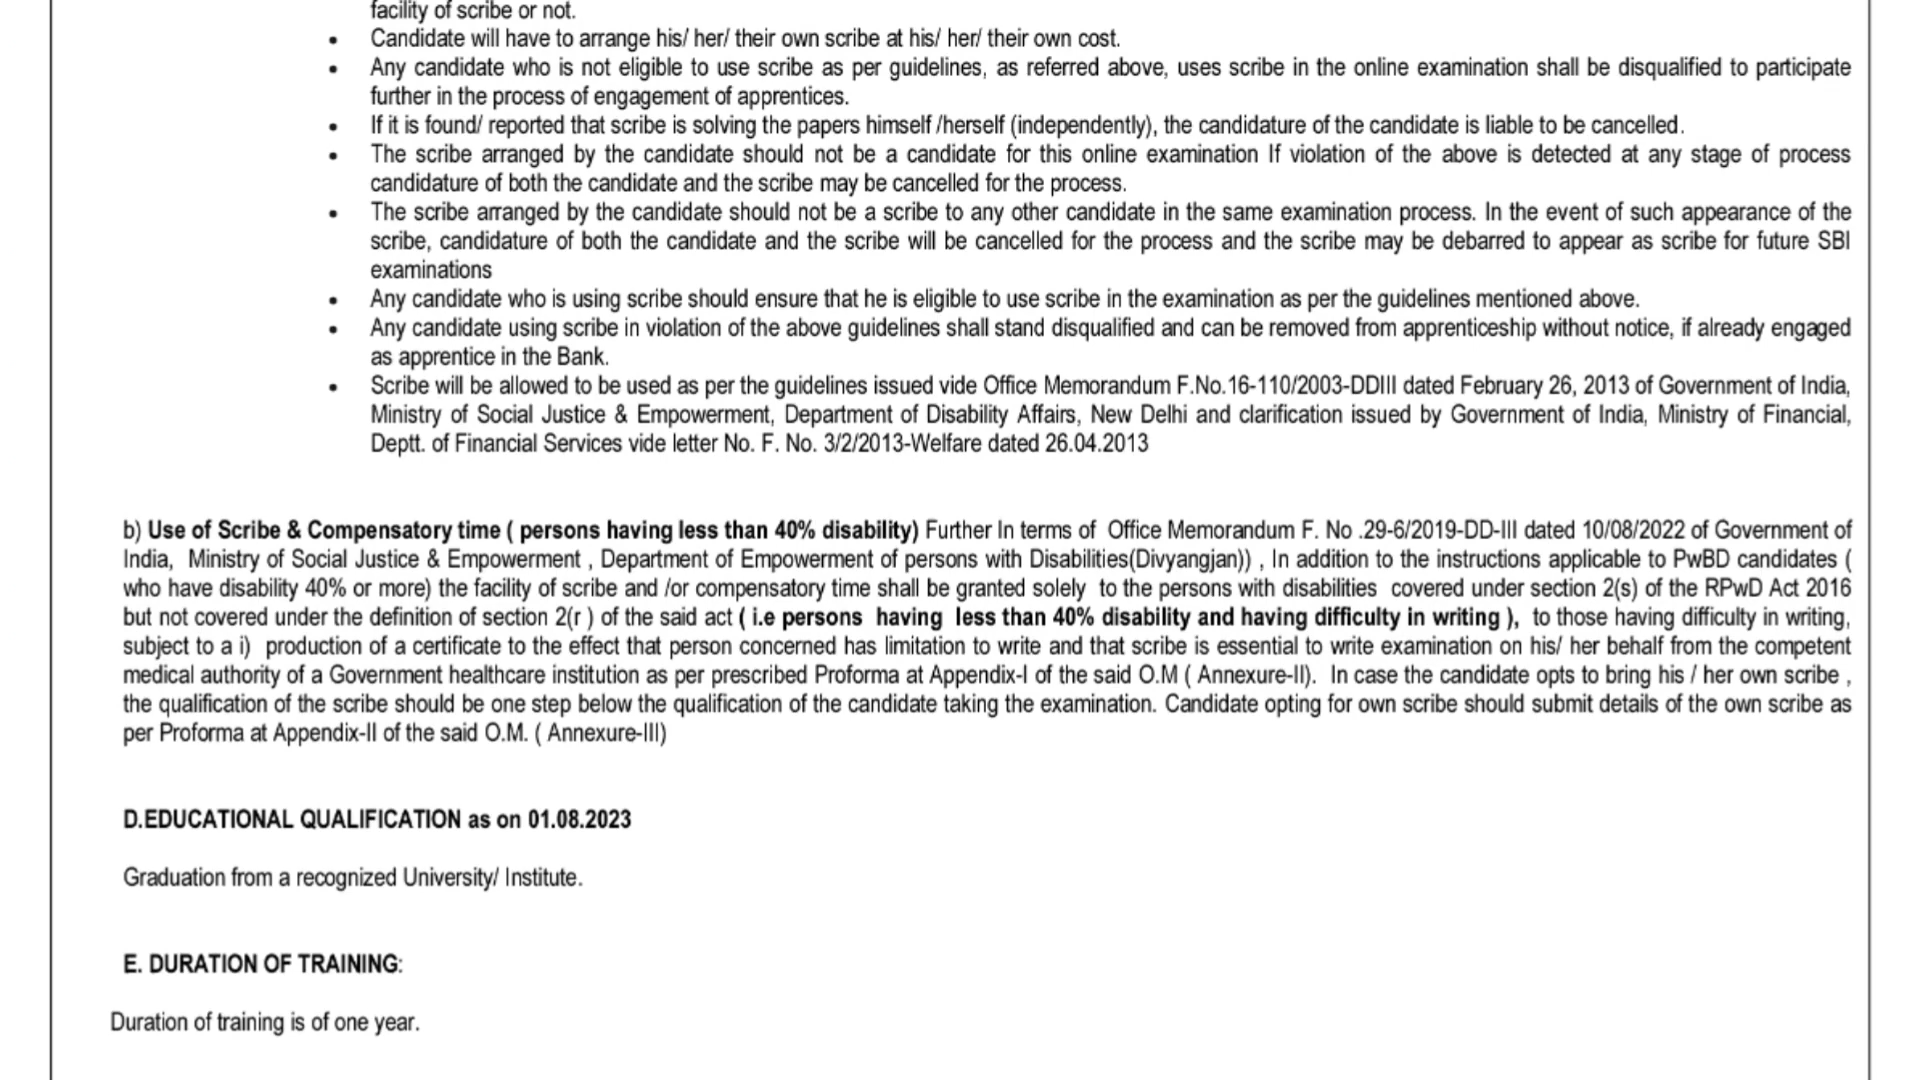 facility of scribe or not.
• Candidate will have to arrange his/ her/ their own scribe at his/ her/ their own cost.
• Any candidate who is not eligible to use scribe as per guidelines, as referred above, uses scribe in the online examination shall be disqualified to participate
further in the process of engagement of apprentices.
• If it is found/ reported that scribe is solving the papers himself /herself (independently), the candidature of the candidate is liable to be cancelled.
• The scribe arranged by the candidate should not be a candidate for this online examination If violation of the above is detected at any stage of process
candidature of both the candidate and the scribe may be cancelled for the process.
• The scribe arranged by the candidate should not be a scribe to any other candidate in the same examination process. In the event of such appearance of the
scribe, candidature of both the candidate and the scribe will be cancelled for the process and the scribe may be debarred to appear as scribe for future SBI
examinations
• Any candidate who is using scribe should ensure that he is eligible to use scribe in the examination as per the guidelines mentioned above.
• Any candidate using scribe in violation of the above guidelines shall stand disqualified and can be removed from apprenticeship without notice, if already engaged
as apprentice in the Bank.
• Scribe will be allowed to be used as per the guidelines issued vide Office Memorandum F.No.16-110/2003-DDIII dated February 26, 2013 of Government of India,
Ministry of Social Justice & Empowerment, Department of Disability Affairs, New Delhi and clarification issued by Government of India, Ministry of Financial,
Deptt. of Financial Services vide letter No. F. No. 3/2/2013-Welfare dated 26.04.2013
b) Use of Scribe & Compensatory time ( persons having less than 40% disability) Further In terms of Office Memorandum F. No .29-6/2019-DD-III dated 10/08/2022 of Government of
India, Ministry of Social Justice & Empowerment , Department of Empowerment of persons with Disabilities(Divyangjan)) , In addition to the instructions applicable to PwBD candidates (
who have disability 40% or more) the facility of scribe and /or compensatory time shall be granted solely to the persons with disabilities covered under section 2(s) of the RPwD Act 2016
but not covered under the definition of section 2(r ) of the said act ( i.e persons having less than 40% disability and having difficulty in writing ), to those having difficulty in writing,
subject to a i) production of a certificate to the effect that person concerned has limitation to write and that scribe is essential to write examination on his/ her behalf from the competent
medical authority of a Government healthcare institution as per prescribed Proforma at Appendix-I of the said O.M ( Annexure-II). In case the candidate opts to bring his / her own scribe ,
the qualification of the scribe should be one step below the qualification of the candidate taking the examination. Candidate opting for own scribe should submit details of the own scribe as
per Proforma at Appendix-II of the said O.M. ( Annexure-III)
D.EDUCATIONAL QUALIFICATION as on 01.08.2023
Graduation from a recognized University/ Institute.
E. DURATION OF TRAINING:
Duration of training is of one year.